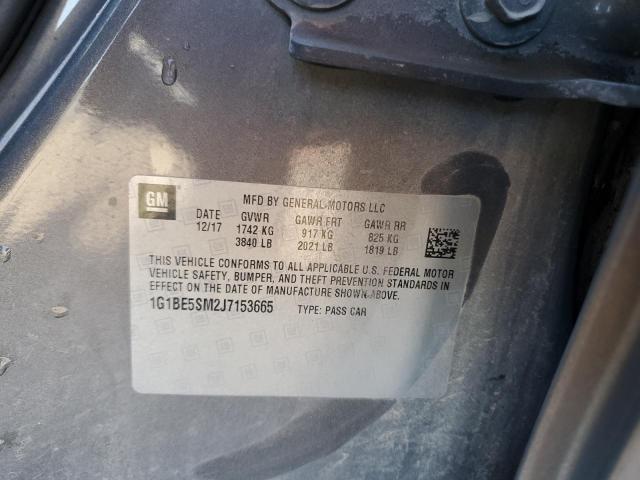 GM
MFD BY GENERAL MOTORS LLC
DATE GVWR GAWR FRT GAWR RR
12/17 1742 KG 917 KG 825 KG
3840 LB 2021 LB 1819 LB
THIS VEHICLE CONFORMS TO ALL APPLICABLE U.S. FEDERAL MOTOR
VEHICLE SAFETY, BUMPER, AND THEFT PREVENTION STANDARDS IN
EFFECT ON THE DATE OF MANUFACTURE SHOWN ABOVE.
1G1BE5SM2J7153665 TYPE: PASS CAR